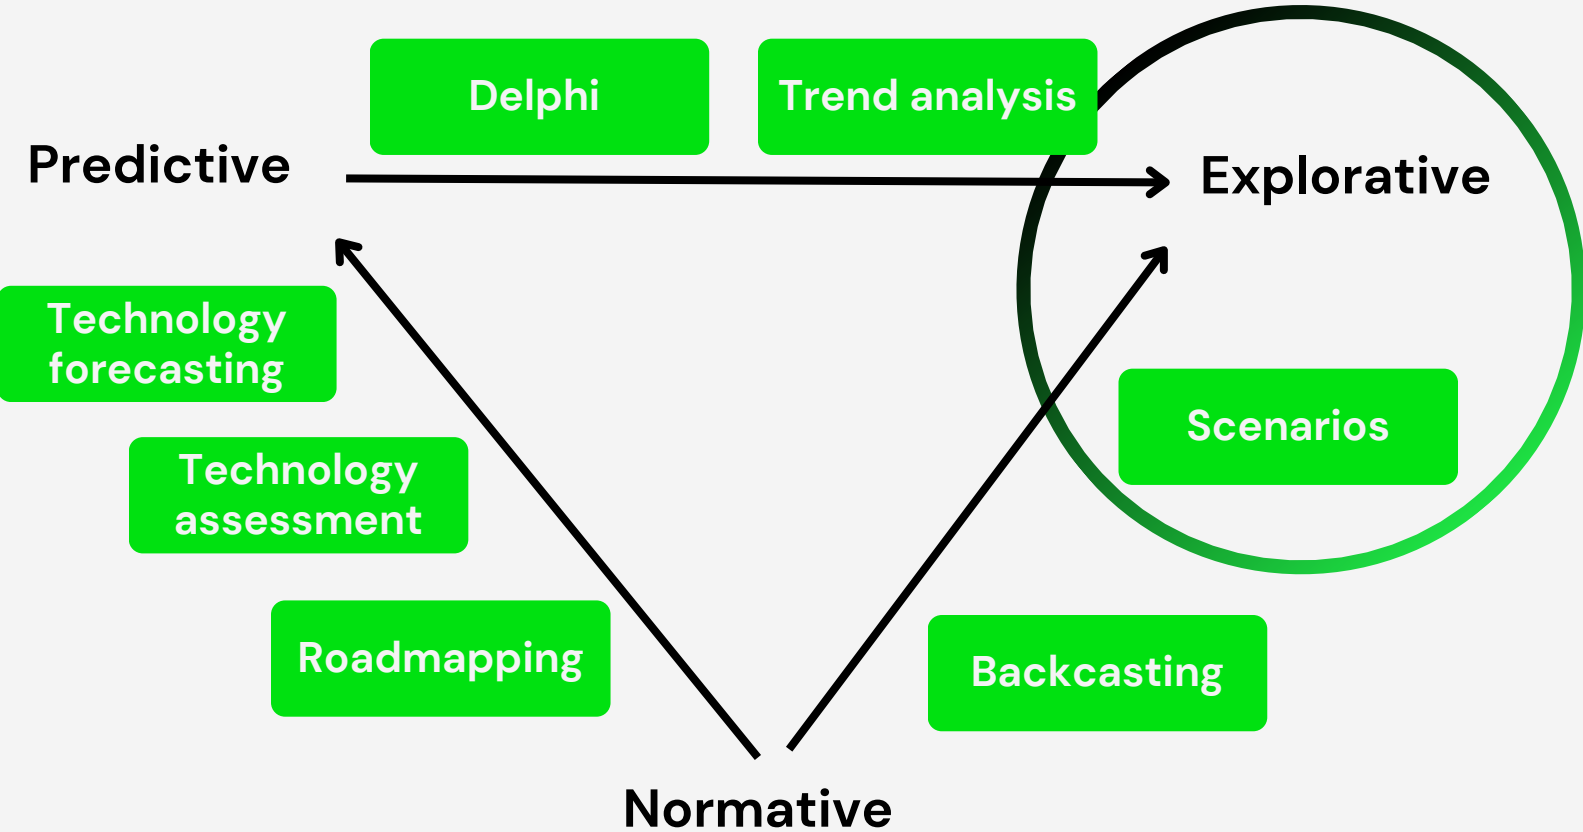 Delphi
Trend analysis
Predictive
Explorative
Technology
forecasting
Scenarios
Technology
assessment
Roadmapping
Backcasting
Normative